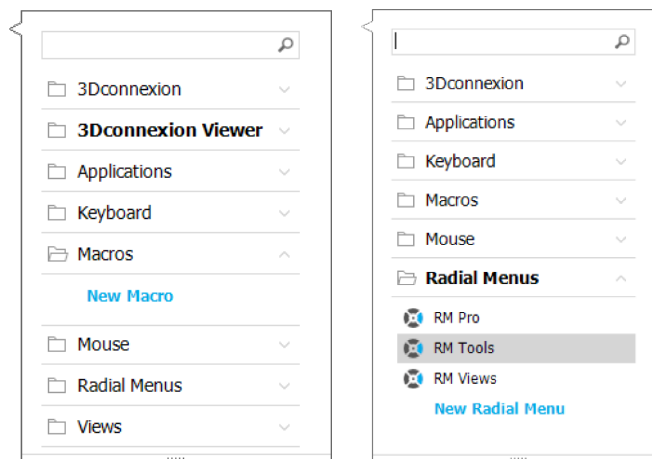 3Dconnexion
3Dconnexion Viewer
Applications
Keyboard
Macros
New Macro
Mouse
Radial Menus
Views
3Dconnexion
Applications
Keyboard
Macros
Mouse
Radial Menus
RM Pro
RM Tools
RM Views
New Radial Menu